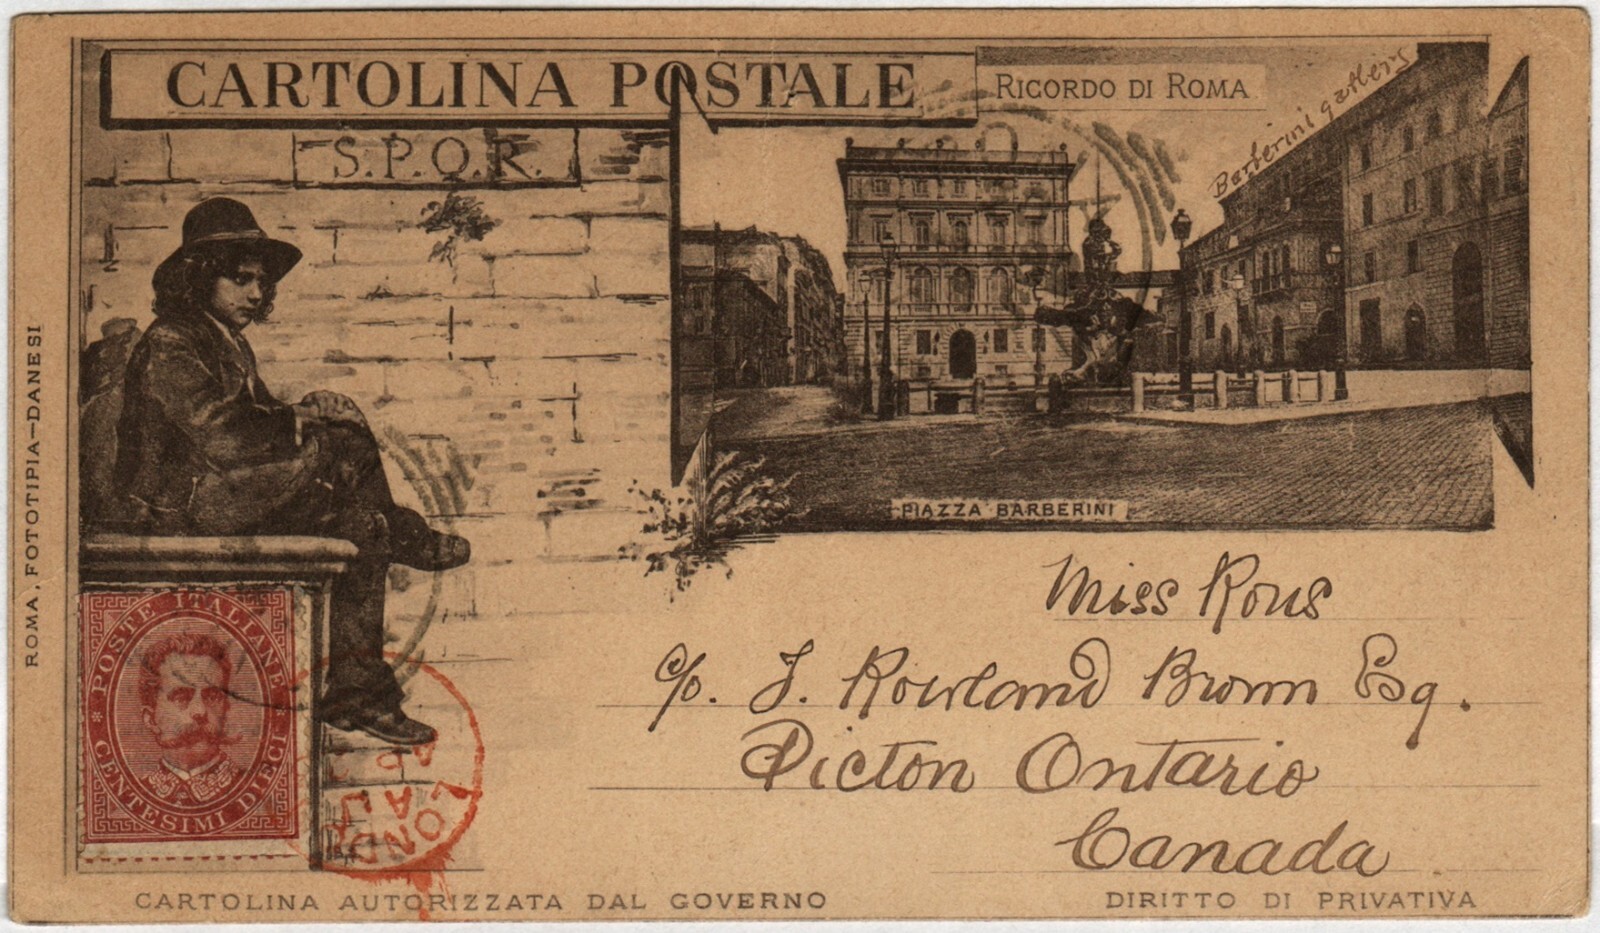 CARTOLINA POSTALE
RICORDO DI ROMA
S.P.Q.R.
Barberini gallery
PIAZZA BARBERINI
ROMA, FOTOTIPIA—DANESI
Miss Rous
c/o. J. Rowland Brown Esq.
Picton Ontario
Canada
* POSTE ITALIANE *
CENTESIMI DIECI
LOND
CARTOLINA AUTORIZZATA DAL GOVERNO
DIRITTO DI PRIVATIVA